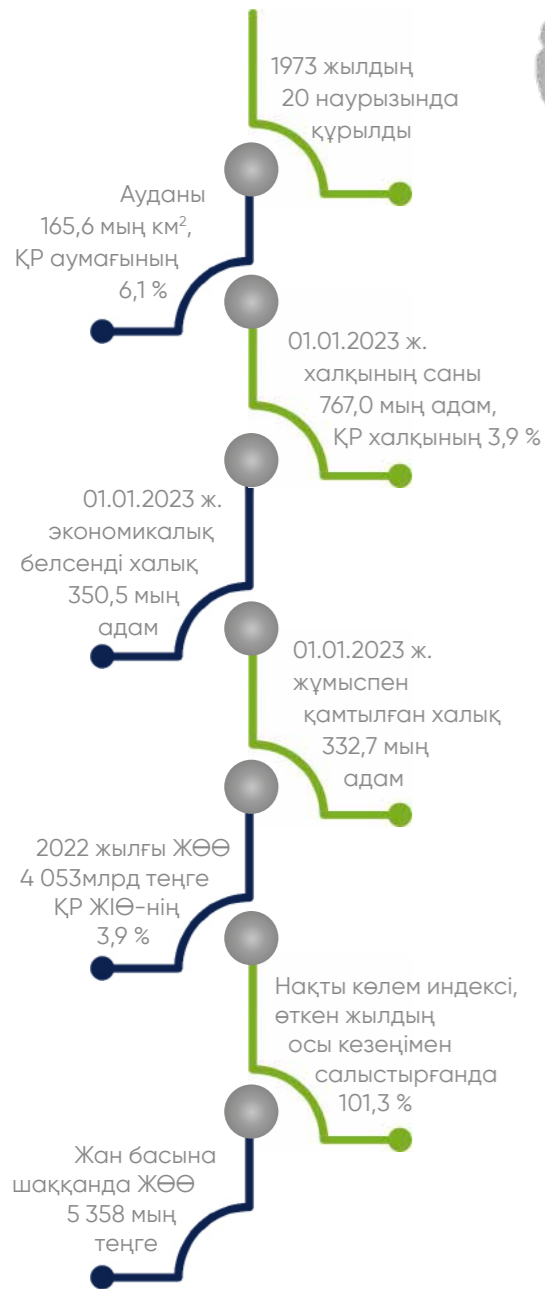 1973 жылдың
20 наурызында
құрылды
Ауданы
165,6 мың км²,
ҚР аумағының
6,1 %
01.01.2023 ж.
халқының саны
767,0 мың адам,
ҚР халқының 3,9 %
01.01.2023 ж.
экономикалық
белсенді халық
350,5 мың
адам
01.01.2023 ж.
жұмыспен
қамтылған халық
332,7 мың
адам
2022 жылғы ЖӨӨ
4 053млрд теңге
ҚР ЖІӨ-нің
3,9 %
Нақты көлем индексі,
өткен жылдың
осы кезеңімен
салыстырғанда
101,3 %
Жан басына
шаққанда ЖӨӨ
5 358 мың
теңге